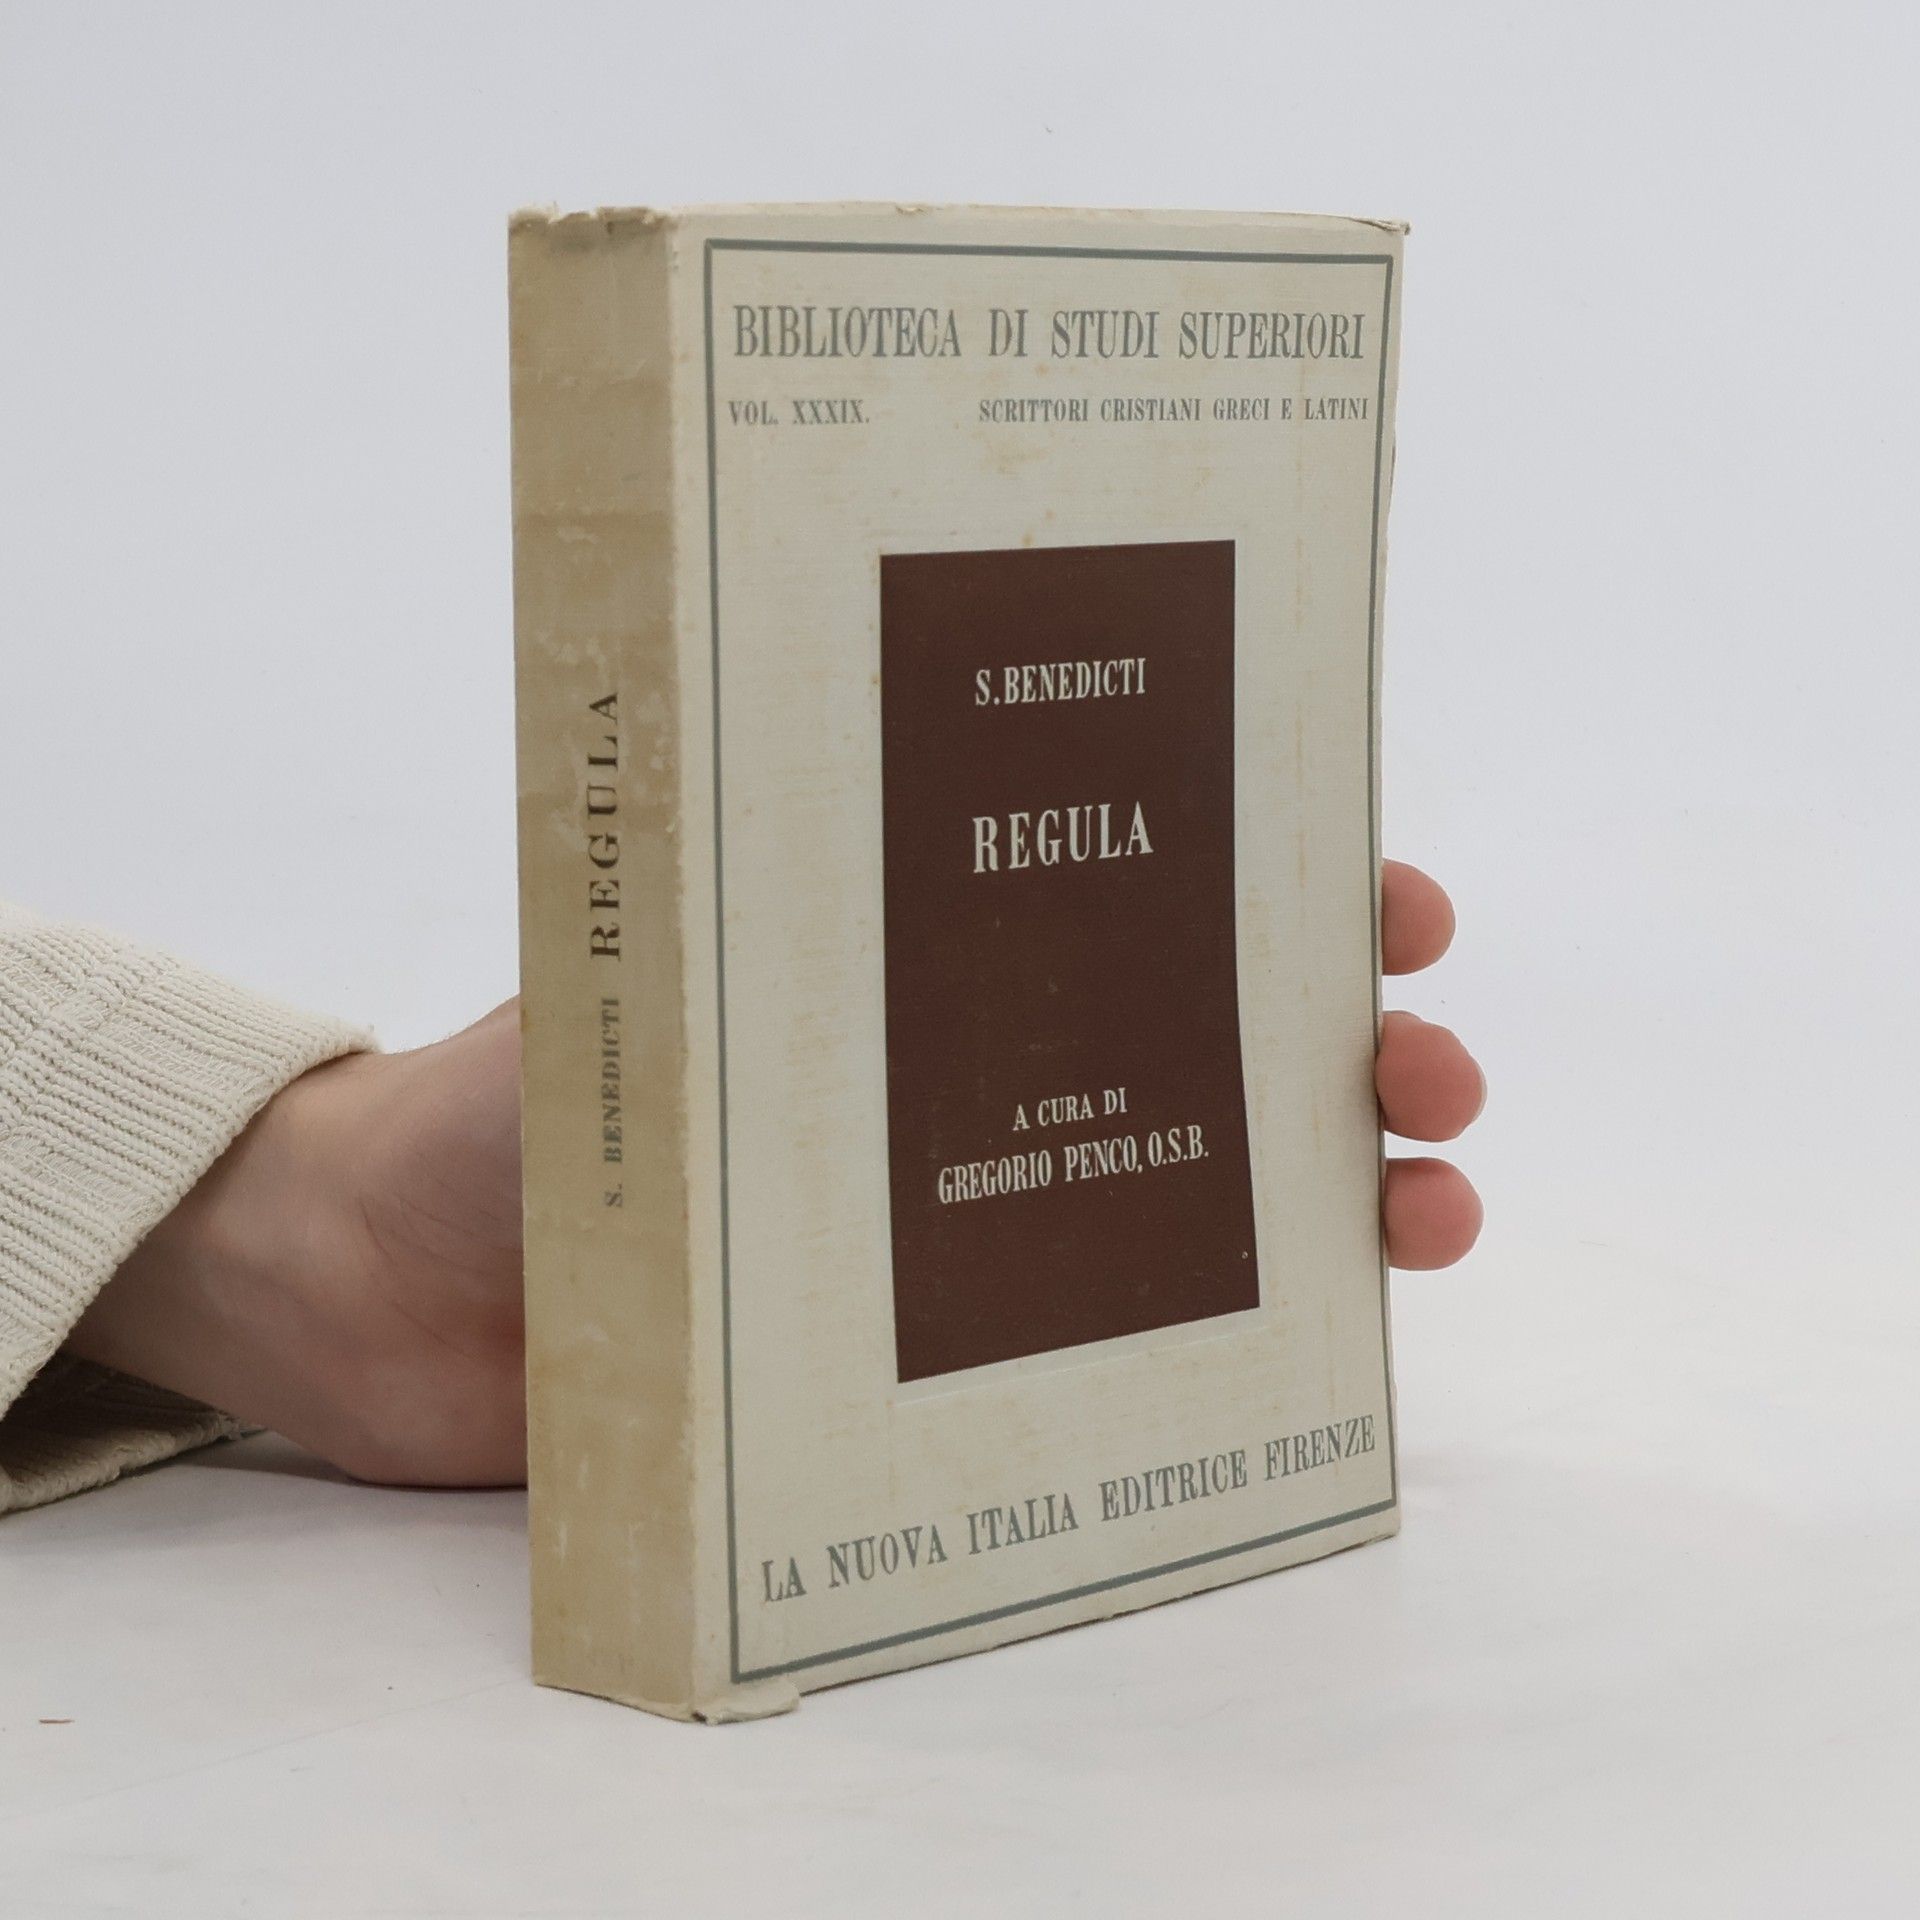 BIBLIOTECA DI STUDI SUPERIORI
VOL. XXXIX. SCRITTORI CRISTIANI GRECI E LATINI
S. BENEDICTI
REGULA
A CURA DI
GREGORIO PENCO, O.S.B.
LA NUOVA ITALIA EDITRICE FIRENZE
S. BENEDICTI REGULA